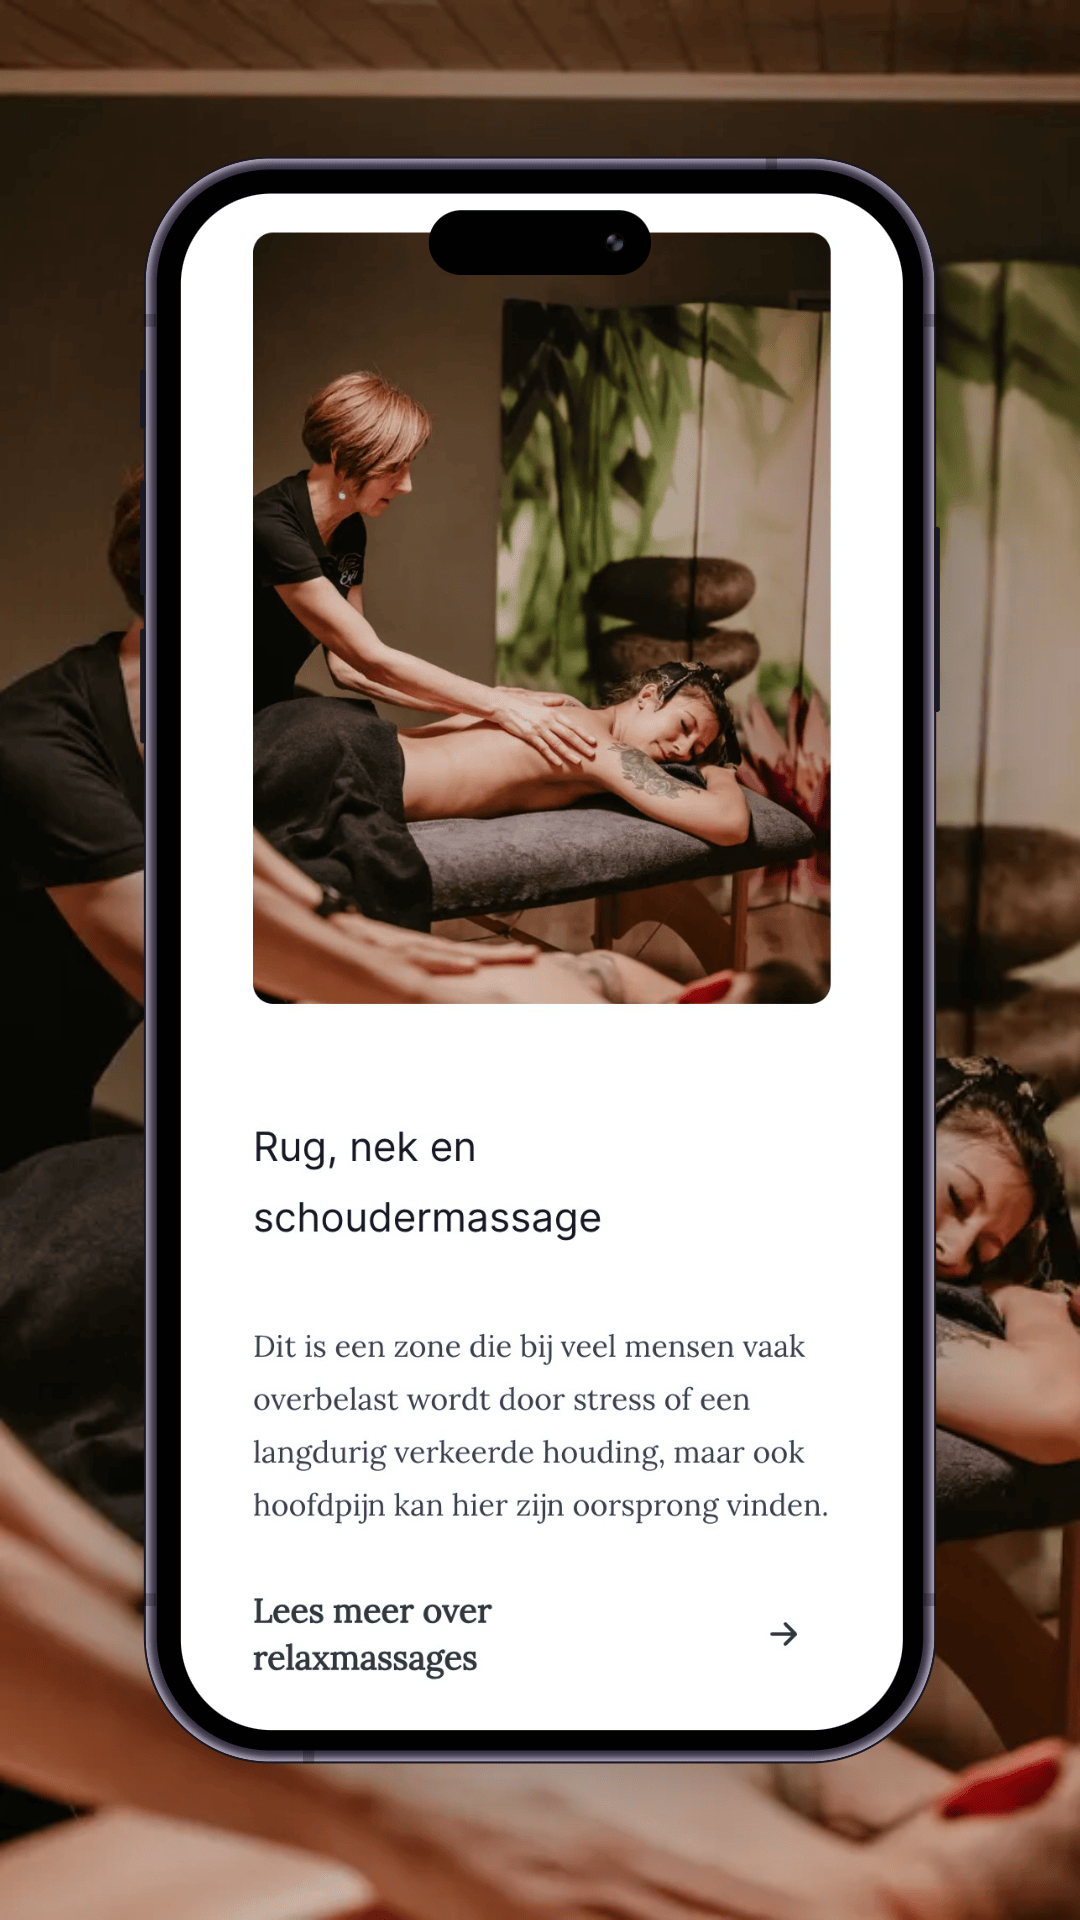 Rug, nek en
schoudermassage
Dit is een zone die bij veel mensen vaak
overbelast wordt door stress of een
langdurig verkeerde houding, maar ook
hoofdpijn kan hier zijn oorsprong vinden.
Lees meer over
relaxmassages